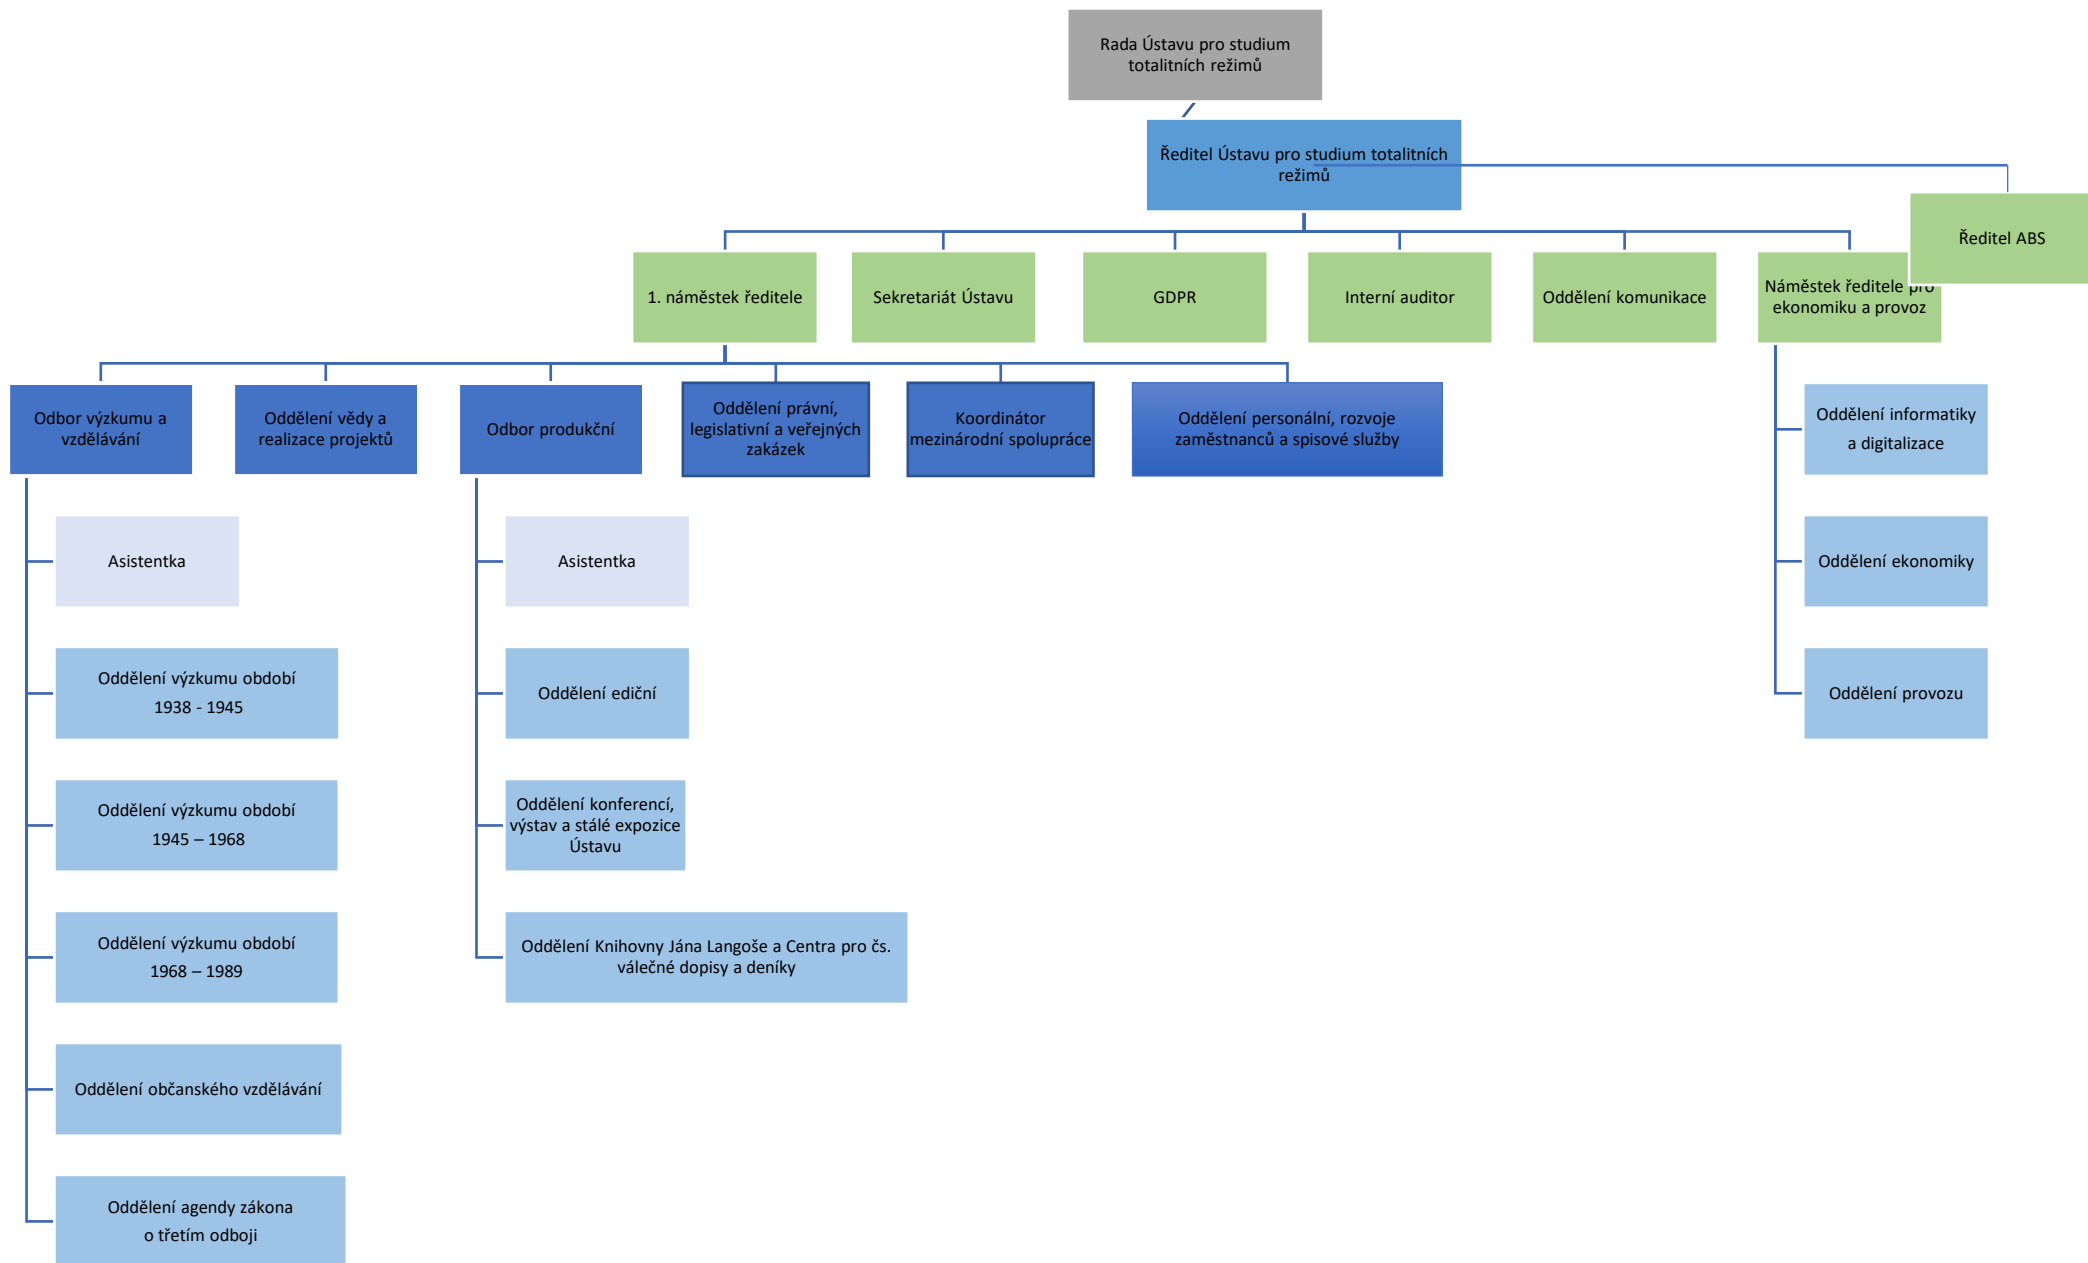 Rada Ústavu pro studium
totalitních režimů
Ředitel Ústavu pro studium totalitních
režimů
Ředitel ABS
1. náměstek ředitele
Sekretariát Ústavu
GDPR
Interní auditor
Oddělení komunikace
Náměstek ředitele pro
ekonomiku a provoz
Odbor výzkumu a
vzdělávání
Oddělení vědy a
realizace projektů
Odbor produkční
Oddělení právní,
legislativní a veřejných
zakázek
Koordinátor
mezinárodní spolupráce
Oddělení personální, rozvoje
zaměstnanců a spisové služby
Oddělení informatiky
a digitalizace
Asistentka
Asistentka
Oddělení ekonomiky
Oddělení výzkumu období
1938 - 1945
Oddělení ediční
Oddělení provozu
Oddělení výzkumu období
1945 – 1968
Oddělení konferencí,
výstav a stálé expozice
Ústavu
Oddělení výzkumu období
1968 – 1989
Oddělení Knihovny Jána Langoše a Centra pro čs.
válečné dopisy a deníky
Oddělení občanského vzdělávání
Oddělení agendy zákona
o třetím odboji